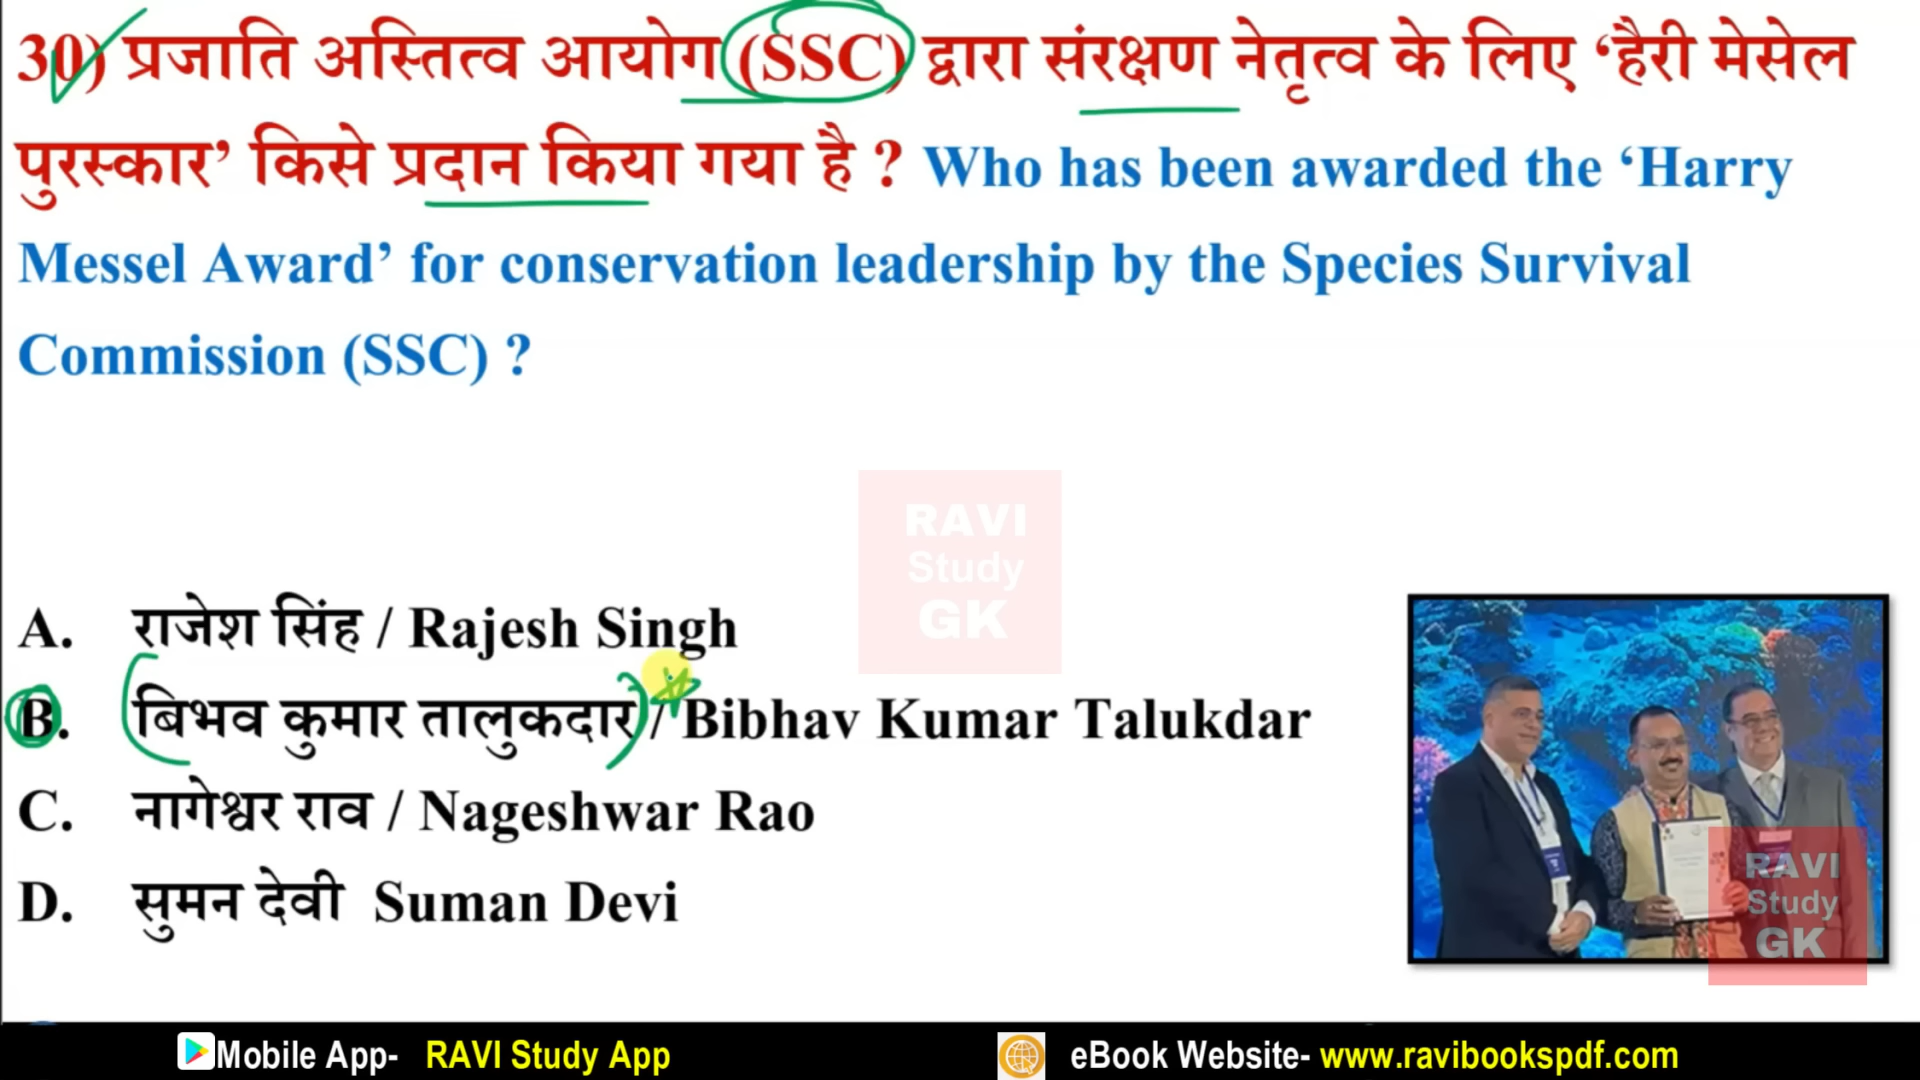 30) प्रजाति अस्तित्व आयोग (SSC) द्वारा संरक्षण नेतृत्व के लिए ‘हैरी मेसेल
पुरस्कार’ किसे प्रदान किया गया है ? Who has been awarded the ‘Harry
Messel Award’ for conservation leadership by the Species Survival
Commission (SSC) ?
RAVI
Study
GK
A. राजेश सिंह / Rajesh Singh
B. बिभव कुमार तालुकदार / Bibhav Kumar Talukdar
C. नागेश्वर राव / Nageshwar Rao
D. सुमन देवी Suman Devi
RAVI
Study
GK
Mobile App- RAVI Study App
eBook Website- www.ravibookspdf.com